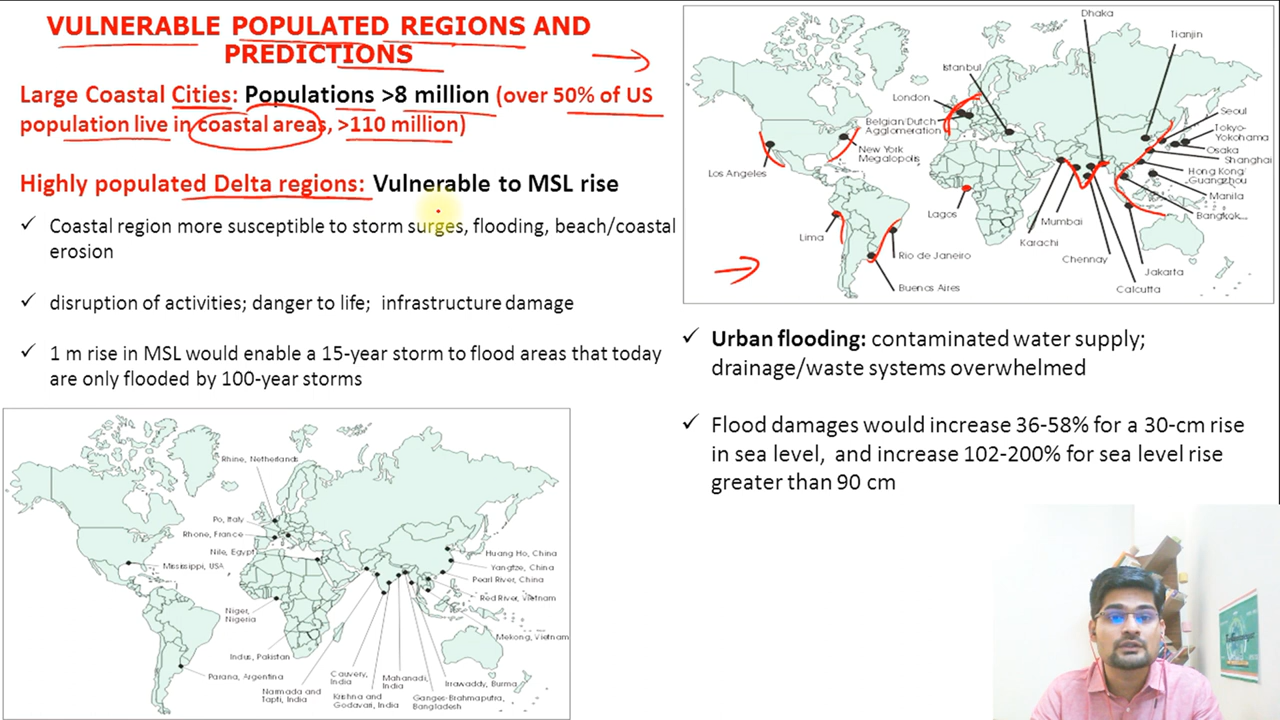 VULNERABLE POPULATED REGIONS AND
PREDICTIONS
Large Coastal Cities: Populations >8 million (over 50% of US
population live in coastal areas, >110 million)
Highly populated Delta regions: Vulnerable to MSL rise
✓ Coastal region more susceptible to storm surges, flooding, beach/coastal
erosion
✓ disruption of activities; danger to life; infrastructure damage
✓ 1 m rise in MSL would enable a 15-year storm to flood areas that today
are only flooded by 100-year storms
Dhaka
Tianjin
Istanbul
London
Belgian/Dutch
Agglomeration
New York
Megalopolis
Los Angeles
Seoul
Tokyo-
Yokohama
Osaka
Shanghai
Hong Kong/
Guangzhou
Manila
Bangkok
Lagos
Mumbai
Karachi
Lima
Rio de Janeiro
Chennay
Jakarta
Buenos Aires
Calcutta
✓ Urban flooding: contaminated water supply;
drainage/waste systems overwhelmed
✓ Flood damages would increase 36-58% for a 30-cm rise
in sea level, and increase 102-200% for sea level rise
greater than 90 cm
Rhine, Netherlands
Po, Italy
Rhone, France
Nile, Egypt
Mississippi, USA
Huang Ho, China
Yangtze, China
Pearl River, China
Red River, Vietnam
Niger,
Nigeria
Mekong, Vietnam
Indus, Pakistan
Parana, Argentina
Narmada and
Tapti, India
Cauvery,
India
Krishna and
Godavari, India
Mahanadi,
India
Irrawaddy, Burma
Ganges-Brahmaputra,
Bangladesh